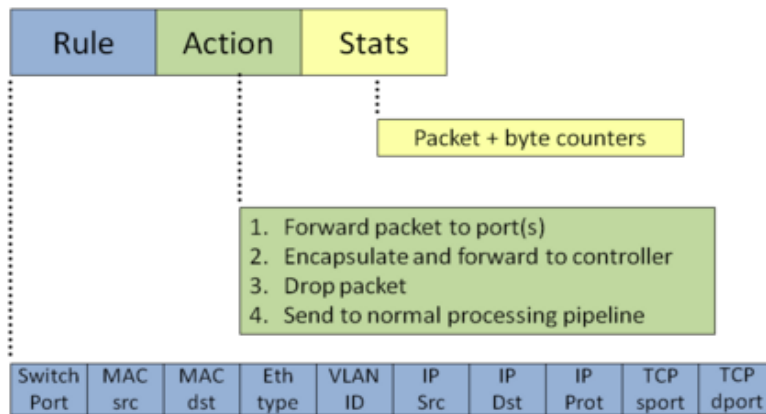 Rule Action Stats
Packet + byte counters
1. Forward packet to port(s)
2. Encapsulate and forward to controller
3. Drop packet
4. Send to normal processing pipeline
Switch MAC MAC Eth VLAN IP IP IP TCP TCP
Port src dst type ID Src Dst Prot sport dport